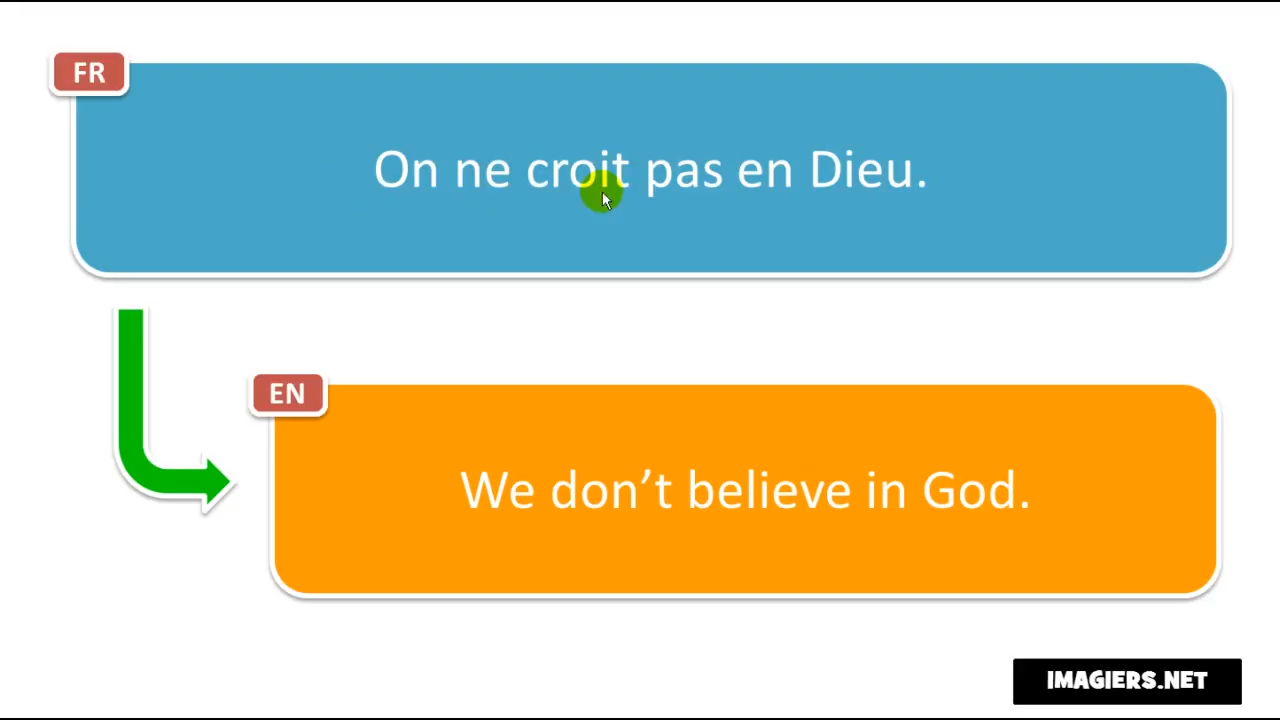 FR
On ne croit pas en Dieu.
EN
We don’t believe in God.
IMAGIERS.NET